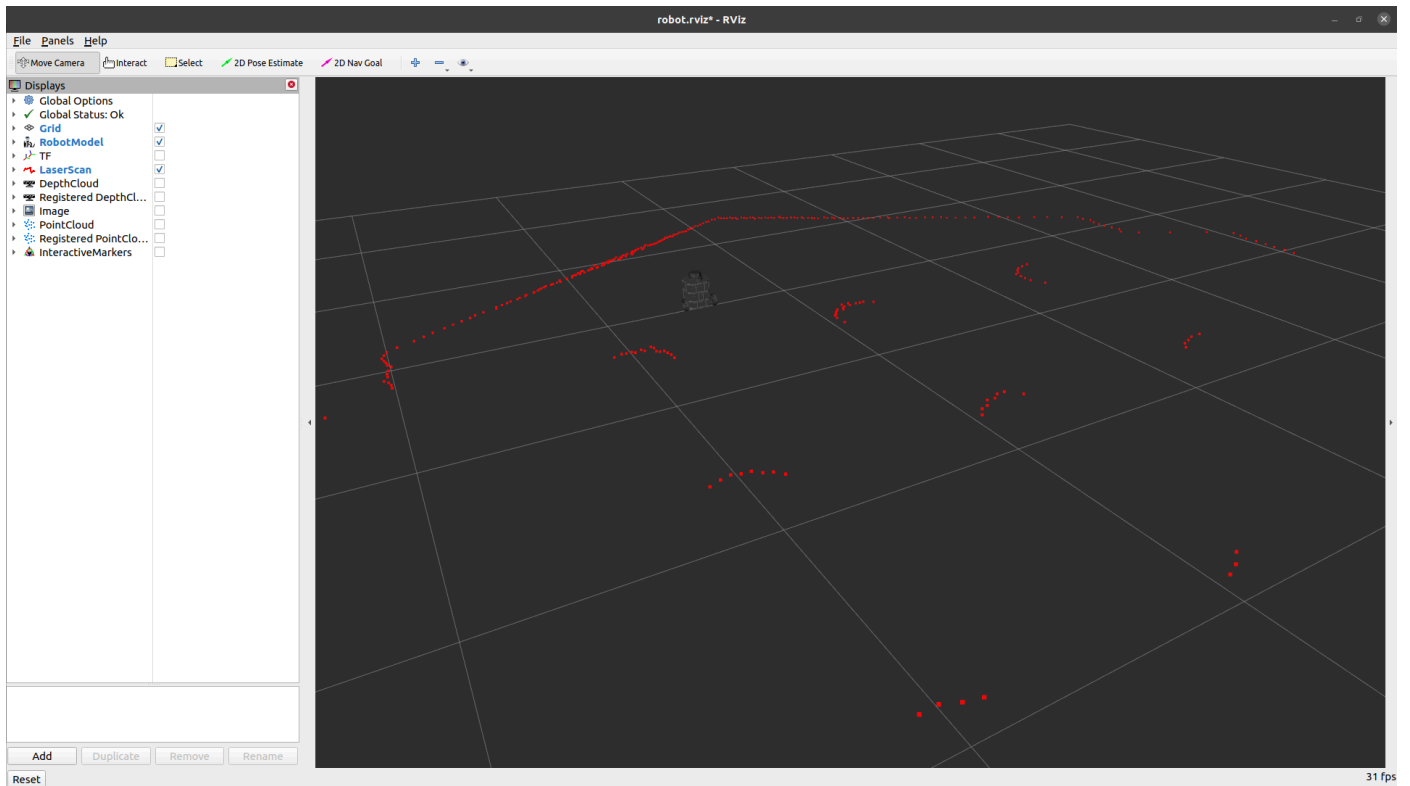 robot.rviz* - RViz
File Panels Help
Move Camera Interact Select 2D Pose Estimate 2D Nav Goal
Displays
Global Options
Global Status: Ok
Grid
RobotModel
TF
LaserScan
DepthCloud
Registered DepthCl...
Image
PointCloud
Registered PointClo...
InteractiveMarkers
Add Duplicate Remove Rename
Reset 31 fps